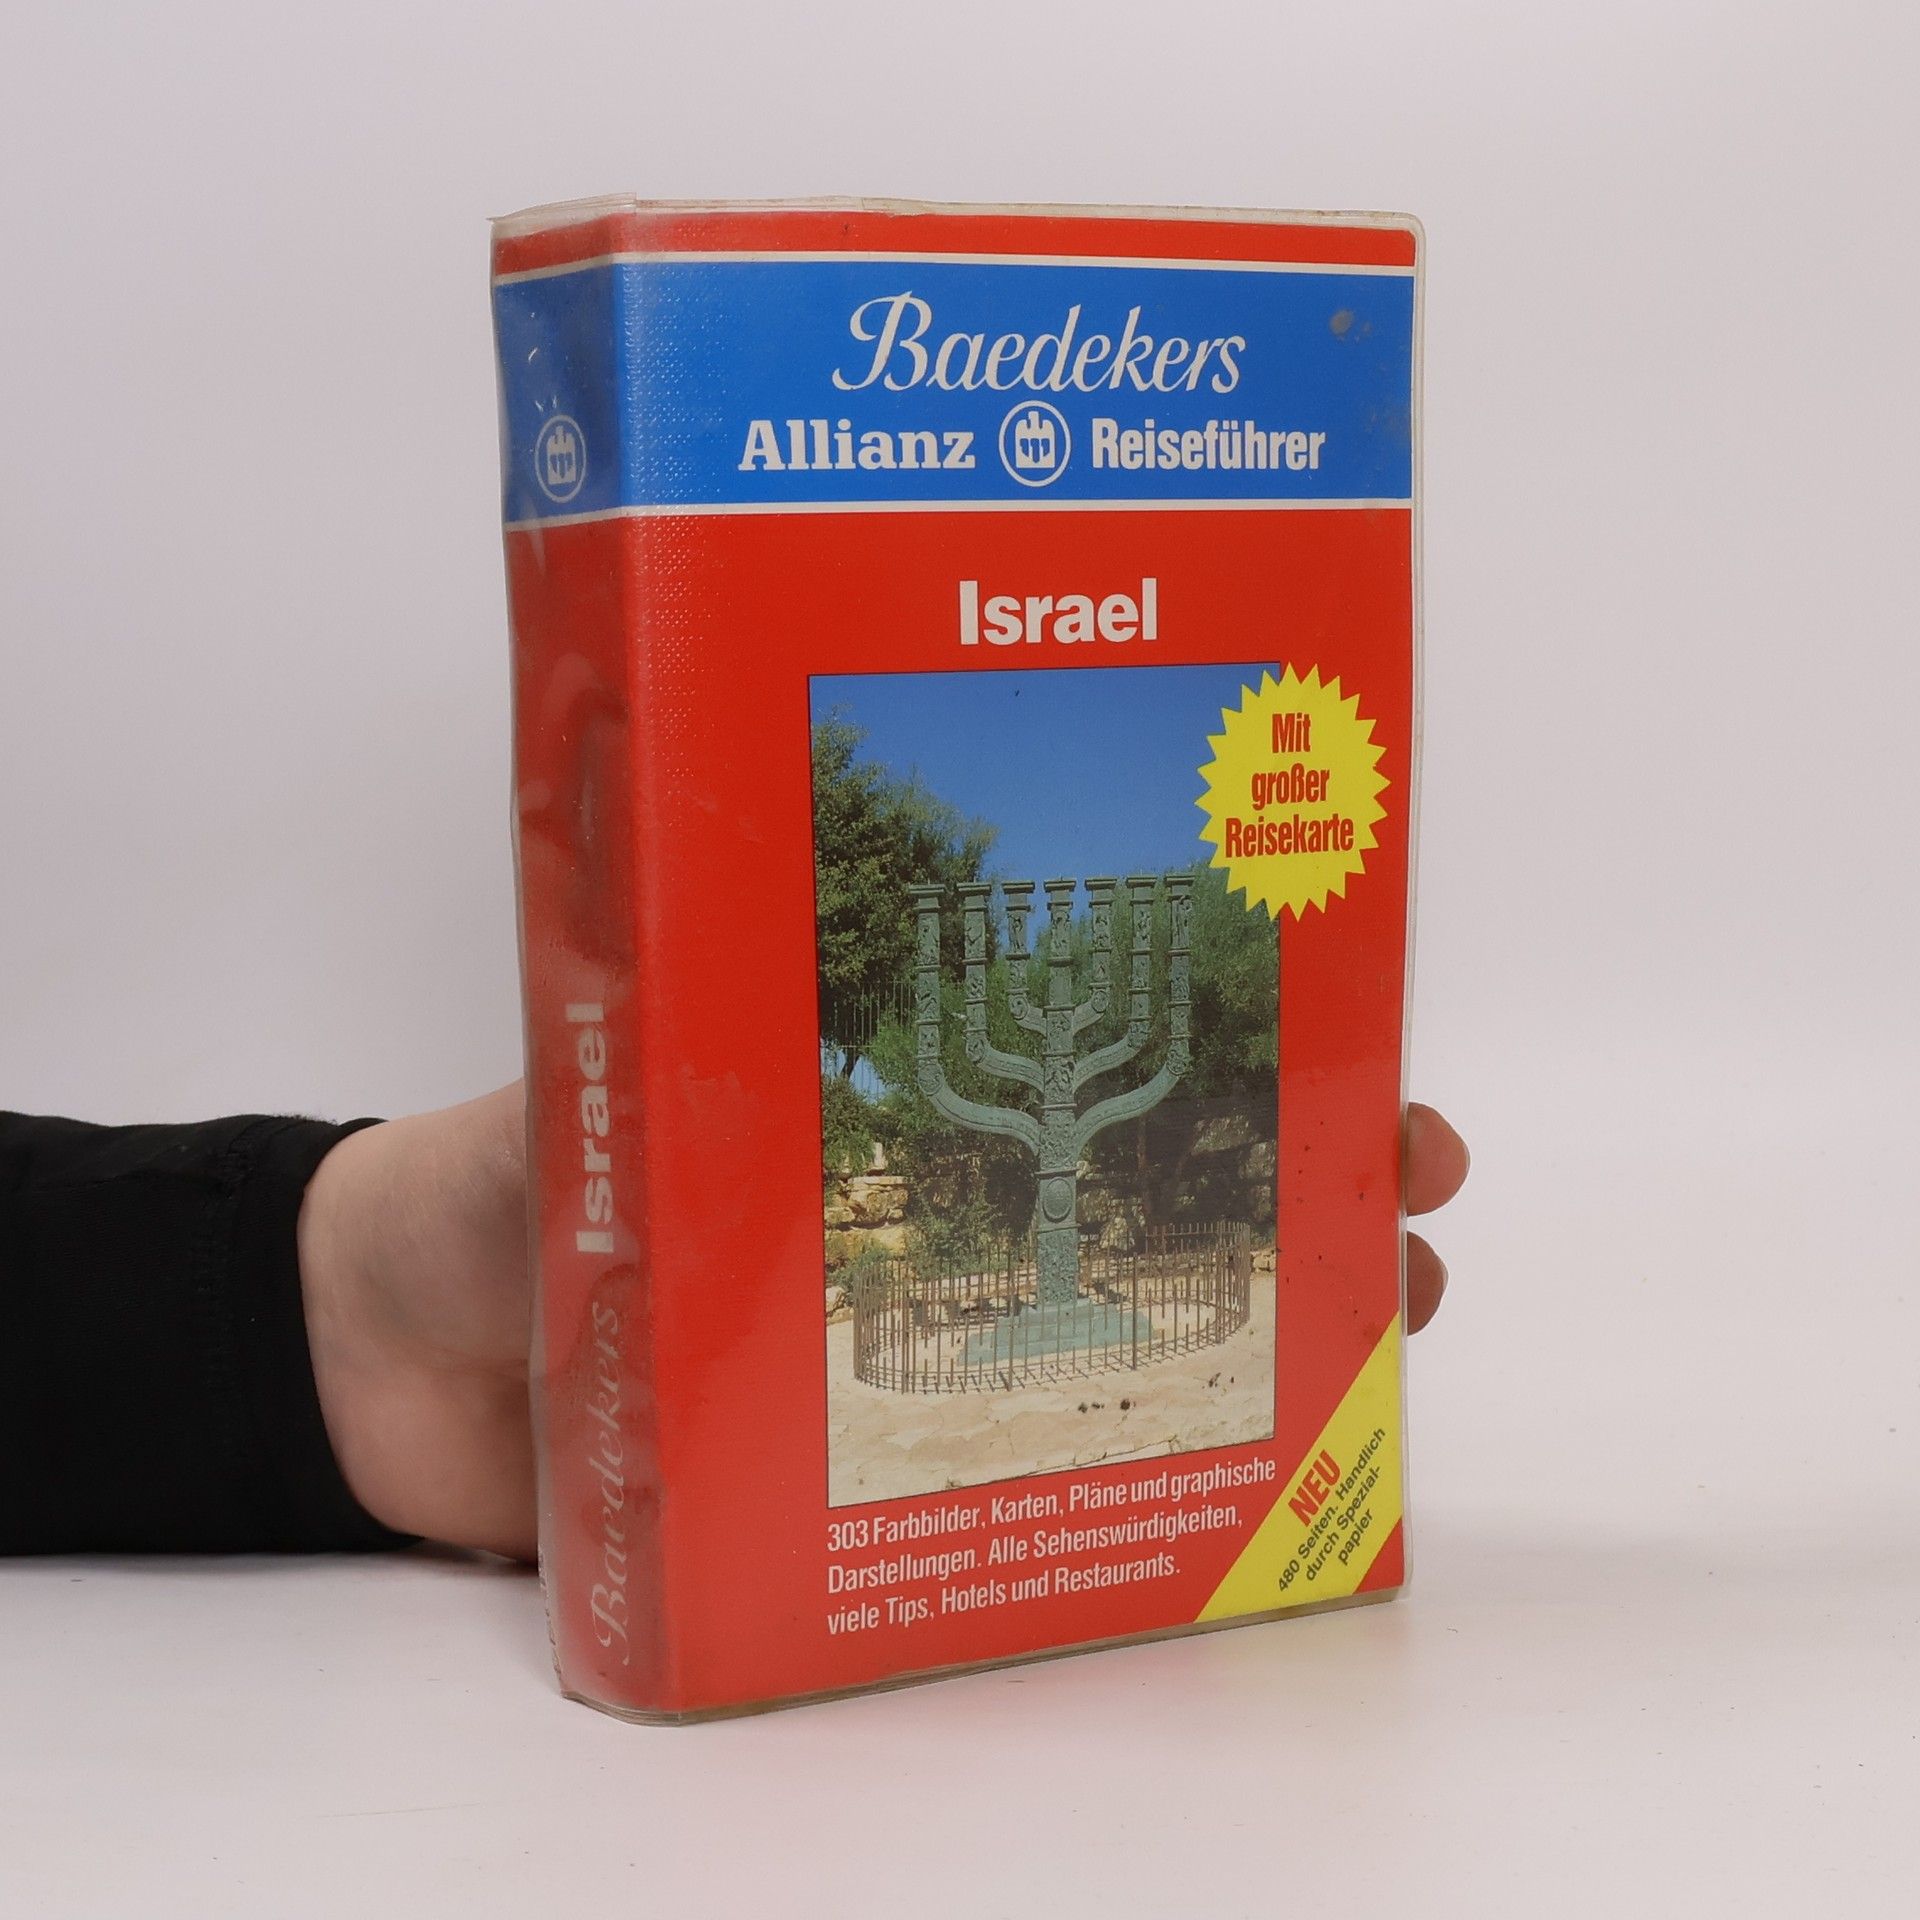 Baedekers
Allianz Reiseführer
Israel
Mit
großer
Reisekarte
303 Farbbilder, Karten, Pläne und graphische
Darstellungen. Alle Sehenswürdigkeiten,
viele Tips, Hotels und Restaurants.
NEU
480 Seiten. Handlich
durch Spezial-
papier
Baedekers Israel